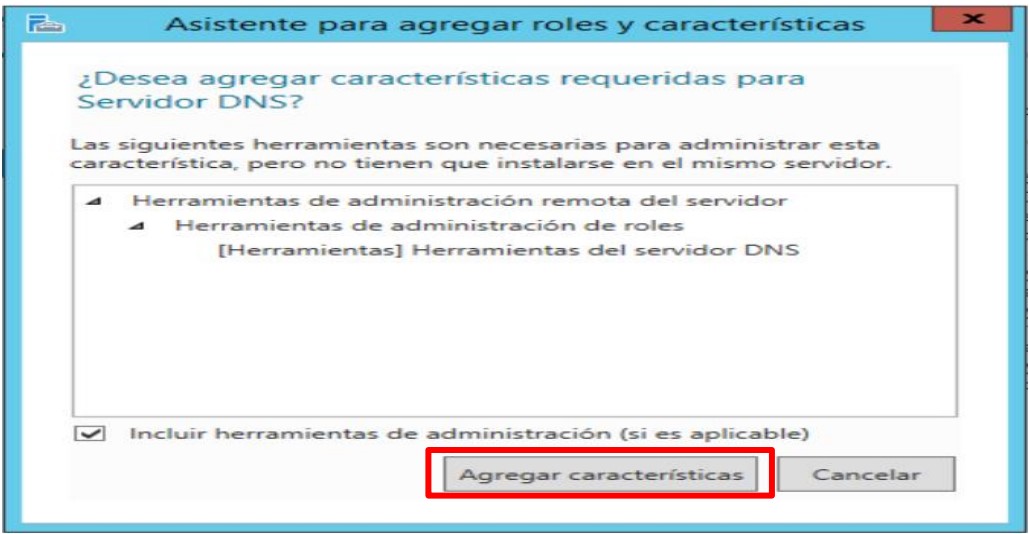 Asistente para agregar roles y características
¿Desea agregar características requeridas para
Servidor DNS?
Las siguientes herramientas son necesarias para administrar esta
característica, pero no tienen que instalarse en el mismo servidor.
Herramientas de administración remota del servidor
Herramientas de administración de roles
[Herramientas] Herramientas del servidor DNS
Incluir herramientas de administración (si es aplicable)
Agregar características Cancelar